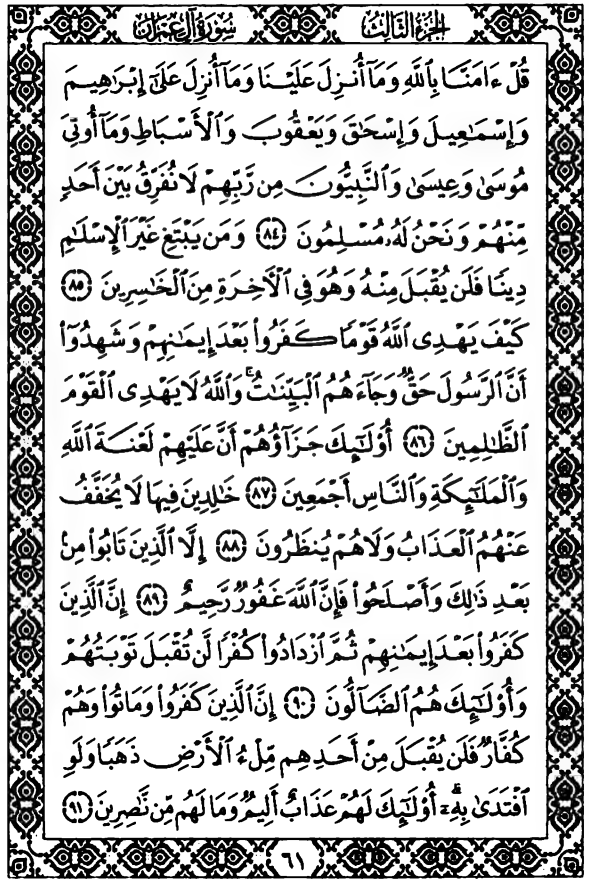 الجزء الثالث
سورة آل عمران
قُلْ ءَامَنَّا بِٱللَّهِ وَمَآ أُنزِلَ عَلَيْنَا وَمَآ أُنزِلَ عَلَىٰٓ إِبْرَٰهِيمَ
وَإِسْمَٰعِيلَ وَإِسْحَٰقَ وَيَعْقُوبَ وَٱلْأَسْبَاطِ وَمَآ أُوتِىَ
مُوسَىٰ وَعِيسَىٰ وَٱلنَّبِيُّونَ مِن رَّبِّهِمْ لَا نُفَرِّقُ بَيْنَ أَحَدٍ
مِّنْهُمْ وَنَحْنُ لَهُۥ مُسْلِمُونَ ٨٤ وَمَن يَبْتَغِ غَيْرَ ٱلْإِسْلَٰمِ
دِينًا فَلَن يُقْبَلَ مِنْهُ وَهُوَ فِى ٱلْءَاخِرَةِ مِنَ ٱلْخَٰسِرِينَ ٨٥
كَيْفَ يَهْدِى ٱللَّهُ قَوْمًا كَفَرُوا۟ بَعْدَ إِيمَٰنِهِمْ وَشَهِدُوٓا۟
أَنَّ ٱلرَّسُولَ حَقٌّ وَجَآءَهُمُ ٱلْبَيِّنَٰتُ ۚ وَٱللَّهُ لَا يَهْدِى ٱلْقَوْمَ
ٱلظَّٰلِمِينَ ٨٦ أُو۟لَٰٓئِكَ جَزَآؤُهُمْ أَنَّ عَلَيْهِمْ لَعْنَةَ ٱللَّهِ
وَٱلْمَلَٰٓئِكَةِ وَٱلنَّاسِ أَجْمَعِينَ ٨٧ خَٰلِدِينَ فِيهَا لَا يُخَفَّفُ
عَنْهُمُ ٱلْعَذَابُ وَلَا هُمْ يُنظَرُونَ ٨٨ إِلَّا ٱلَّذِينَ تَابُوا۟ مِنۢ
بَعْدِ ذَٰلِكَ وَأَصْلَحُوا۟ فَإِنَّ ٱللَّهَ غَفُورٌ رَّحِيمٌ ٨٩ إِنَّ ٱلَّذِينَ
كَفَرُوا۟ بَعْدَ إِيمَٰنِهِمْ ثُمَّ ٱزْدَادُوا۟ كُفْرًا لَّن تُقْبَلَ تَوْبَتُهُمْ
وَأُو۟لَٰٓئِكَ هُمُ ٱلضَّآلُّونَ ٩٠ إِنَّ ٱلَّذِينَ كَفَرُوا۟ وَمَاتُوا۟ وَهُمْ
كُفَّارٌ فَلَن يُقْبَلَ مِنْ أَحَدِهِم مِّلْءُ ٱلْأَرْضِ ذَهَبًا وَلَوِ
ٱفْتَدَىٰ بِهِۦٓ ۗ أُو۟لَٰٓئِكَ لَهُمْ عَذَابٌ أَلِيمٌ وَمَا لَهُم مِّن نَّٰصِرِينَ ٩١
٦١